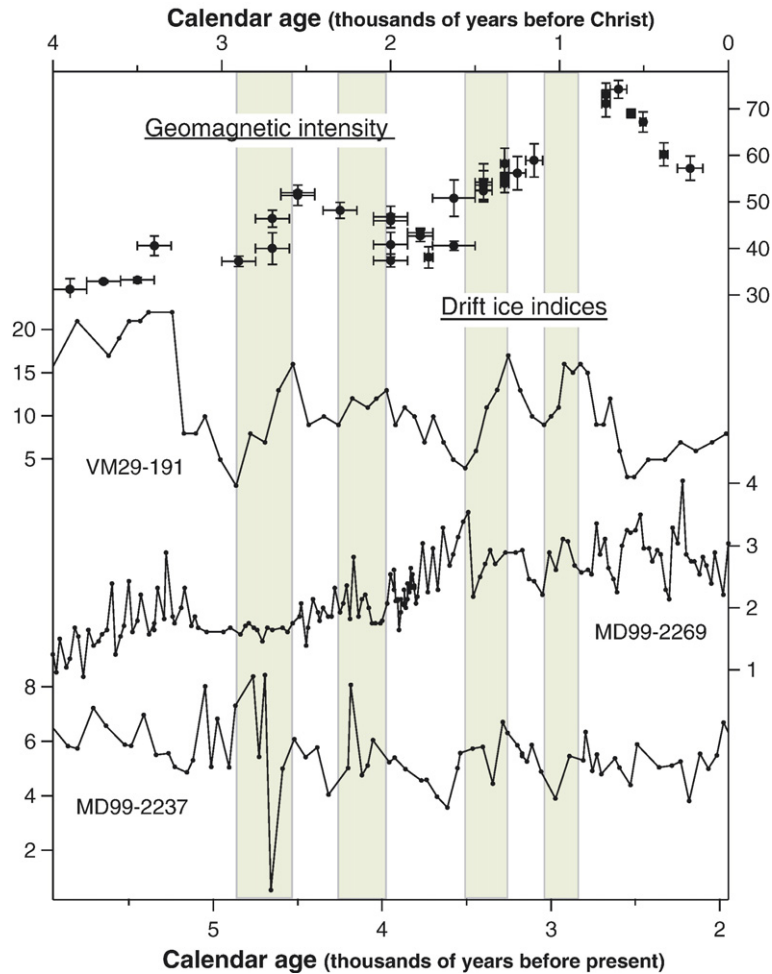 Calendar age (thousands of years before Christ)
4 3 2 1 0
Geomagnetic intensity
70
60
50
40
30
Drift ice indices
20
15
10
5
VM29-191
4
3
2
1
MD99-2269
8
6
4
2
MD99-2237
5 4 3 2
Calendar age (thousands of years before present)